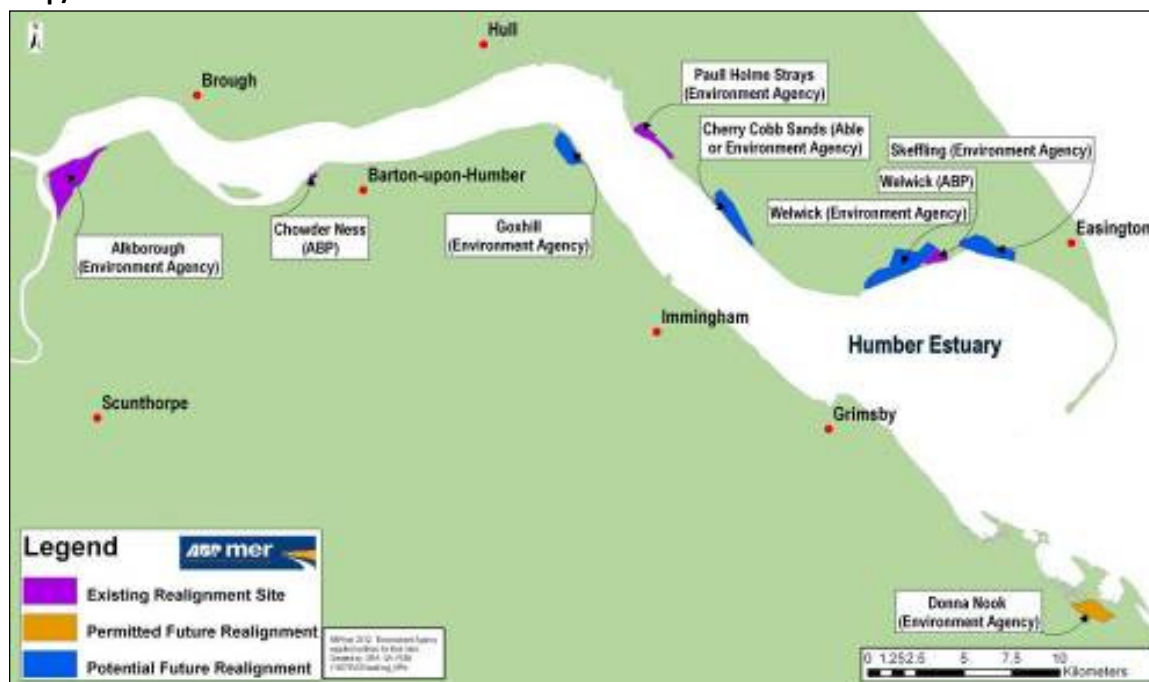 Hull
Brough
Paull Holme Strays
(Environment Agency)
Cherry Cobb Sands (Able
or Environment Agency)
Skeffling (Environment Agency)
Welwick (ABP)
Welwick (Environment Agency)
Easington
Barton-upon-Humber
Chowder Ness
(ABP)
Goxhill
(Environment Agency)
Alkborough
(Environment Agency)
Immingham
Humber Estuary
Scunthorpe
Grimsby
Legend
ABP mer
Existing Realignment Site
Permitted Future Realignment
Potential Future Realignment
Donna Nook
(Environment Agency)
0 1.25 2.5 5 7.5 10
Kilometers